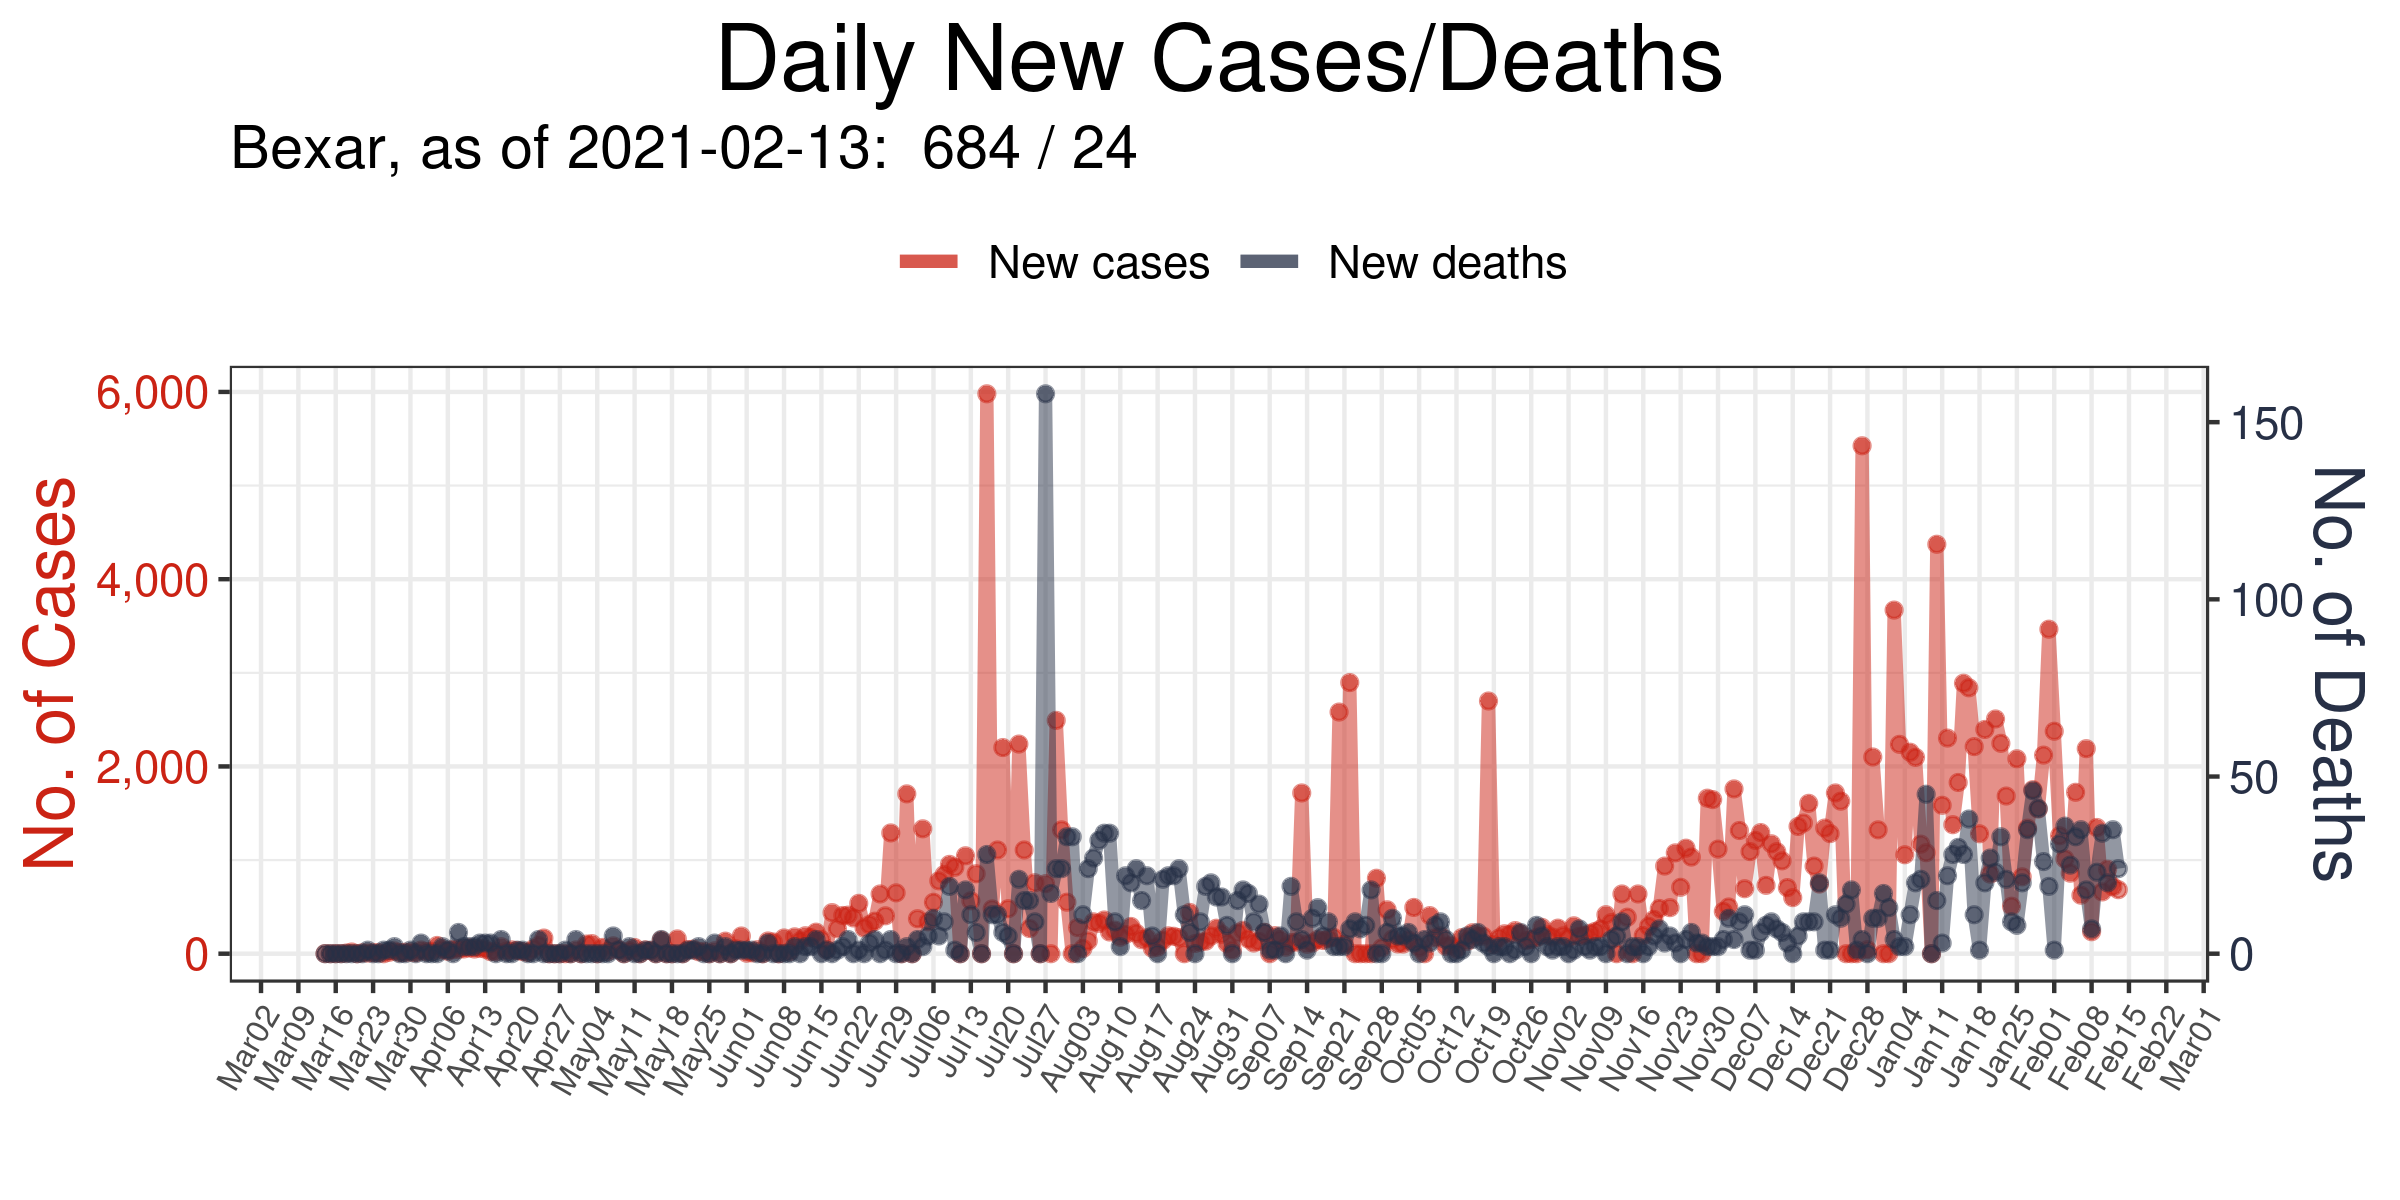 Daily New Cases/Deaths
Bexar, as of 2021-02-13: 684 / 24
New cases
New deaths
No. of Cases
6,000
4,000
2,000
0
150
100
50
0
No. of Deaths
Mar02
Mar09
Mar16
Mar23
Mar30
Apr06
Apr13
Apr20
Apr27
May04
May11
May18
May25
Jun01
Jun08
Jun15
Jun22
Jun29
Jul06
Jul13
Jul20
Jul27
Aug03
Aug10
Aug17
Aug24
Aug31
Sep07
Sep14
Sep21
Sep28
Oct05
Oct12
Oct19
Oct26
Nov02
Nov09
Nov16
Nov23
Nov30
Dec07
Dec14
Dec21
Dec28
Jan04
Jan11
Jan18
Jan25
Feb01
Feb08
Feb15
Feb22
Mar01